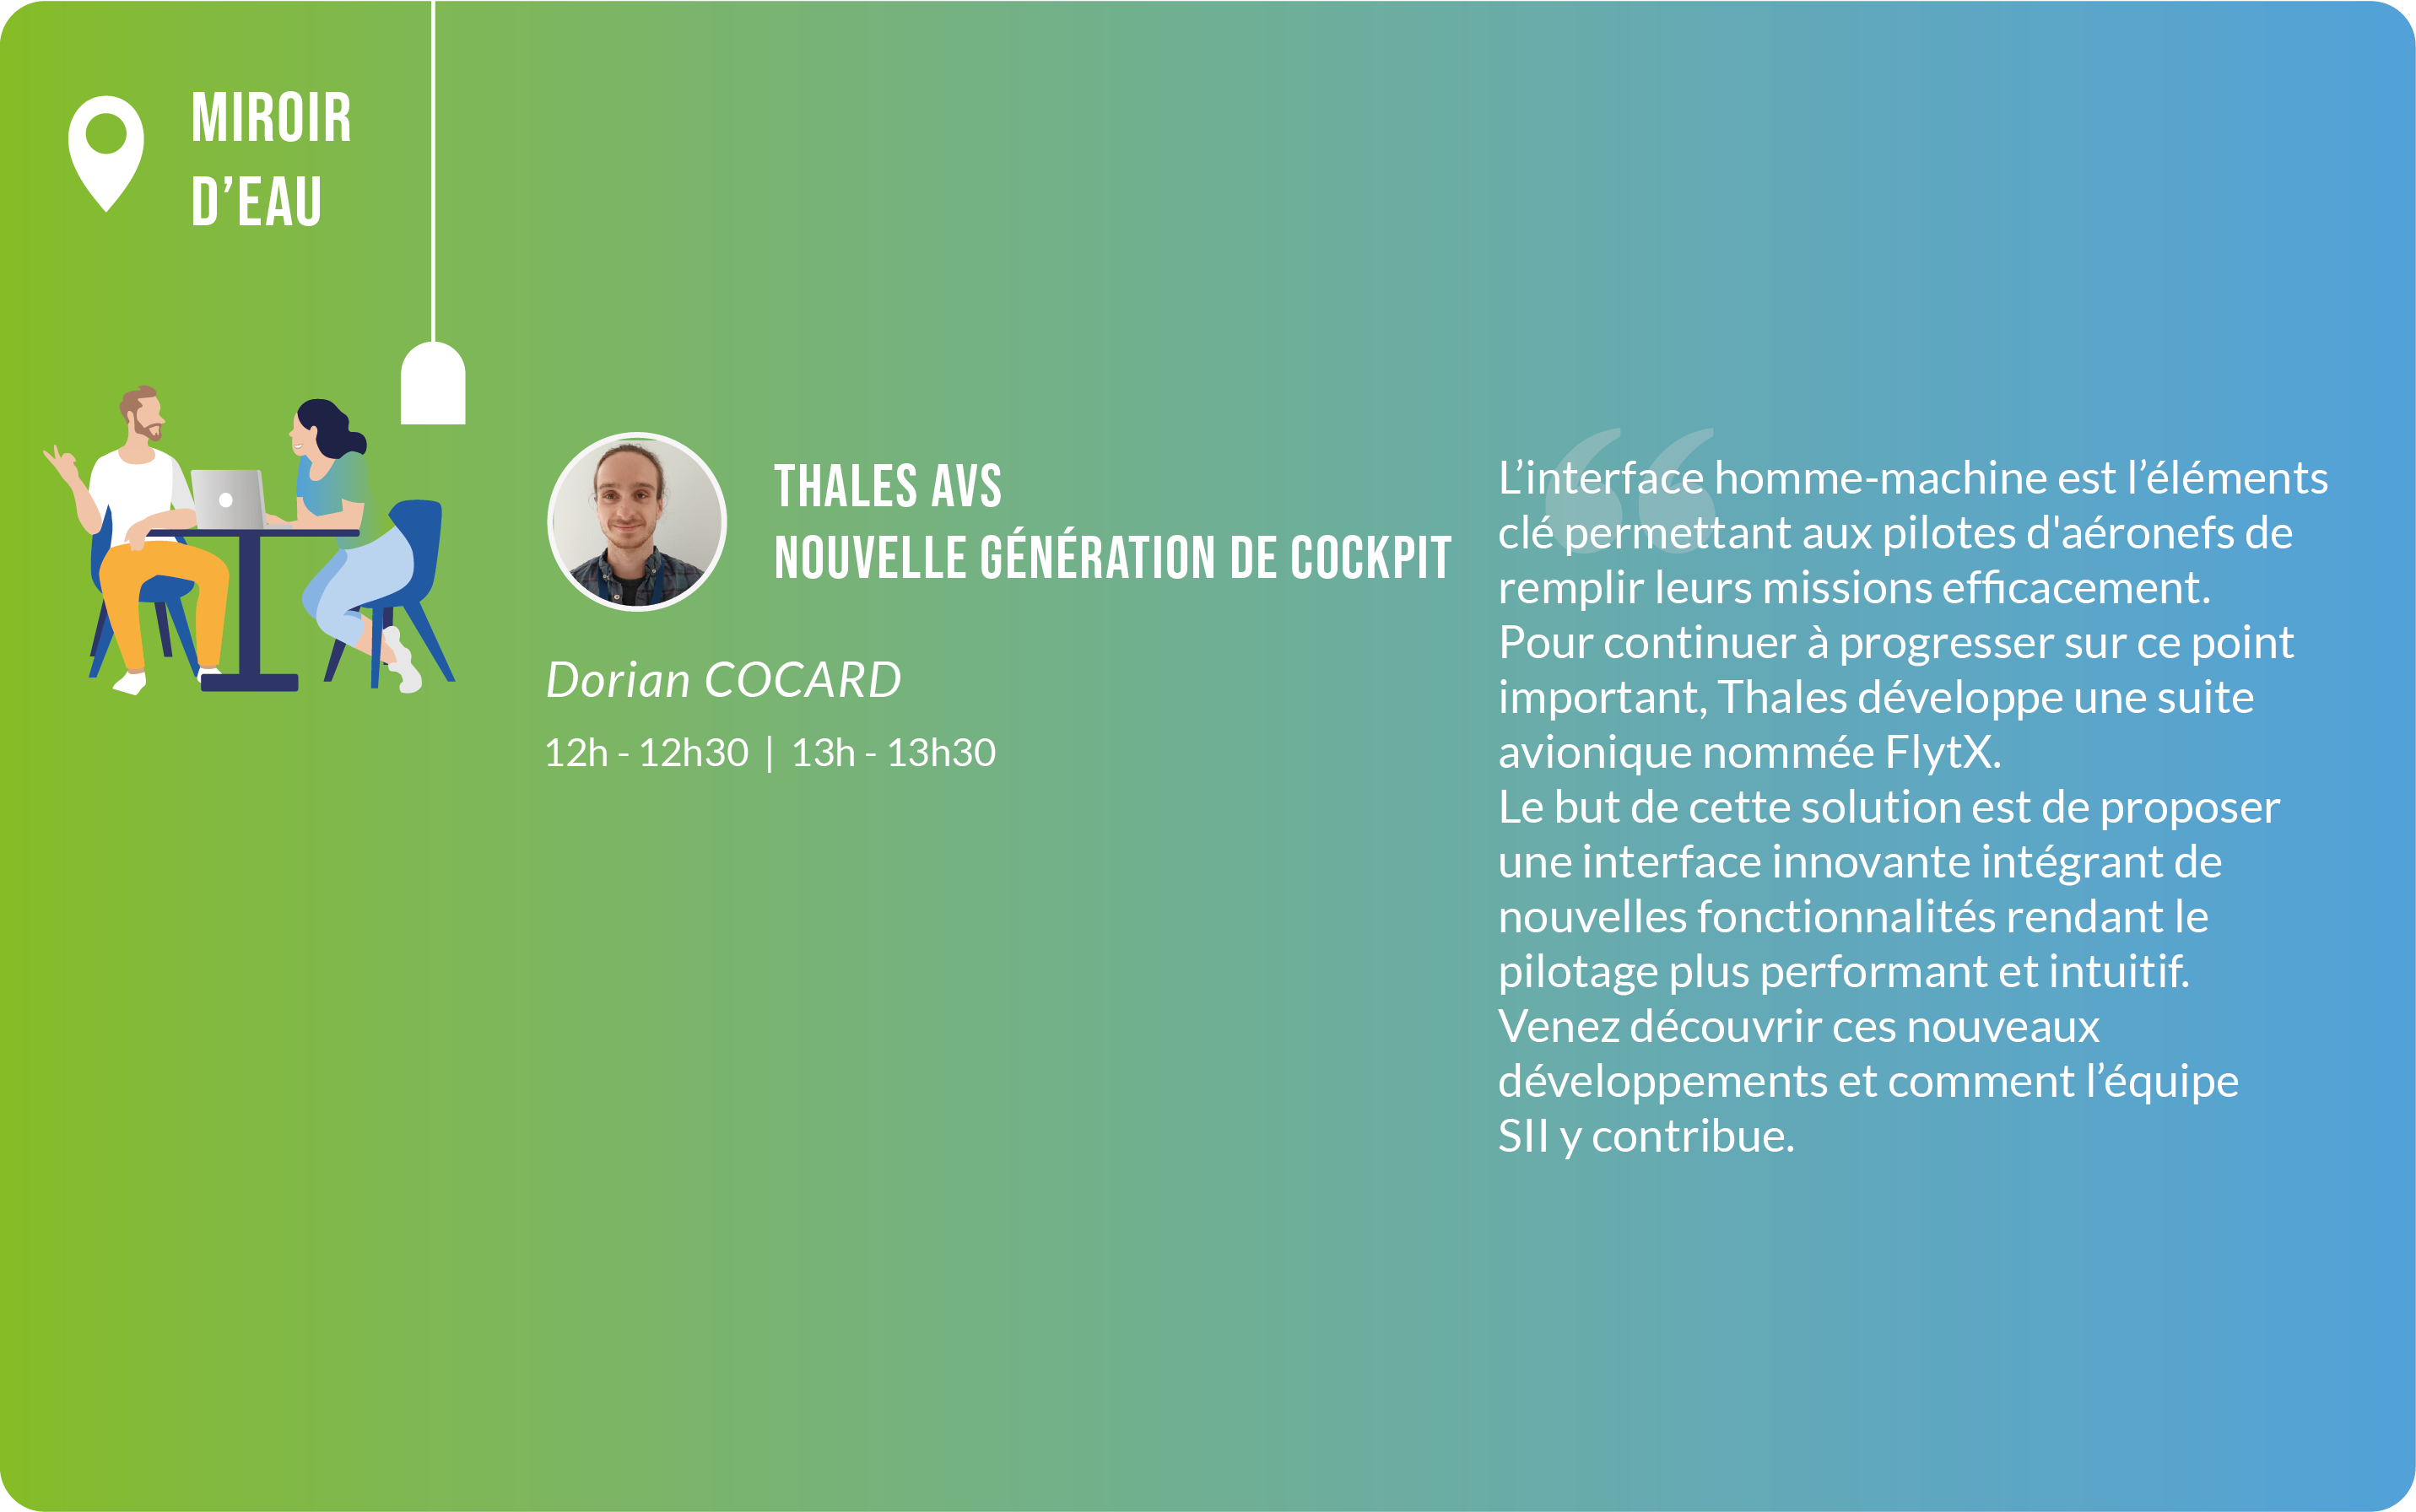 MIROIR
D’EAU
THALES AVS
NOUVELLE GÉNÉRATION DE COCKPIT
Dorian COCARD
12h - 12h30 | 13h - 13h30
“
L’interface homme-machine est l’éléments
clé permettant aux pilotes d'aéronefs de
remplir leurs missions efficacement.
Pour continuer à progresser sur ce point
important, Thales développe une suite
avionique nommée FlytX.
Le but de cette solution est de proposer
une interface innovante intégrant de
nouvelles fonctionnalités rendant le
pilotage plus performant et intuitif.
Venez découvrir ces nouveaux
développements et comment l’équipe
SII y contribue.